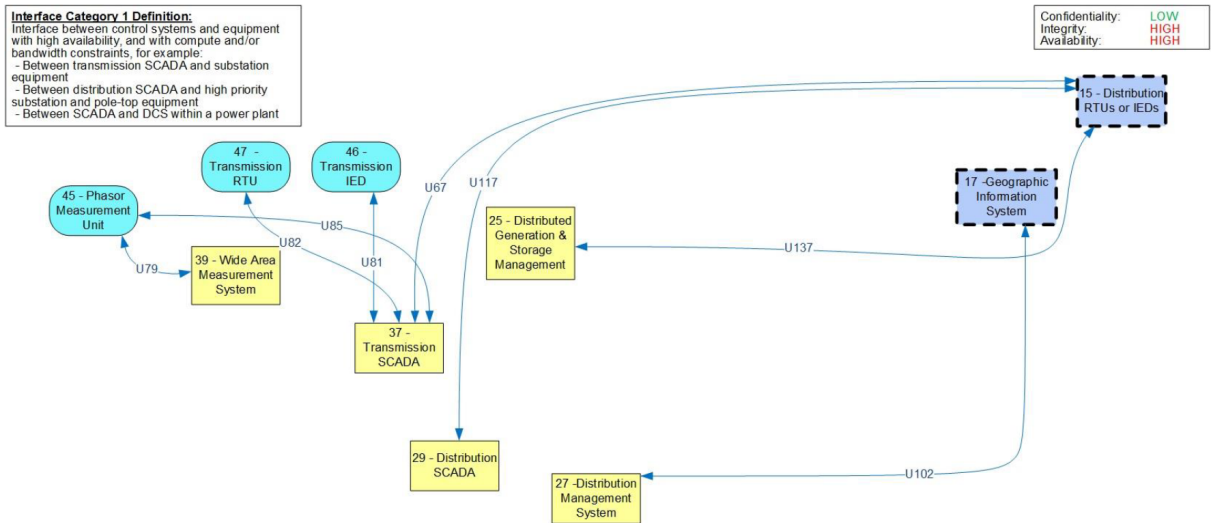 Interface Category 1 Definition:
Interface between control systems and equipment
with high availability, and with compute and/or
bandwidth constraints, for example:
- Between transmission SCADA and substation
equipment
- Between distribution SCADA and high priority
substation and pole-top equipment
- Between SCADA and DCS within a power plant
Confidentiality: LOW
Integrity: HIGH
Availability: HIGH
15 - Distribution
RTUs or IEDs
47 -
Transmission
RTU
46 -
Transmission
IED
45 - Phasor
Measurement
Unit
17 -Geographic
Information
System
U67
U117
25 - Distributed
Generation &
Storage
Management
U85
U82
U137
39 - Wide Area
Measurement
System
U79
U81
37 -
Transmission
SCADA
29 - Distribution
SCADA
27 -Distribution
Management
System
U102